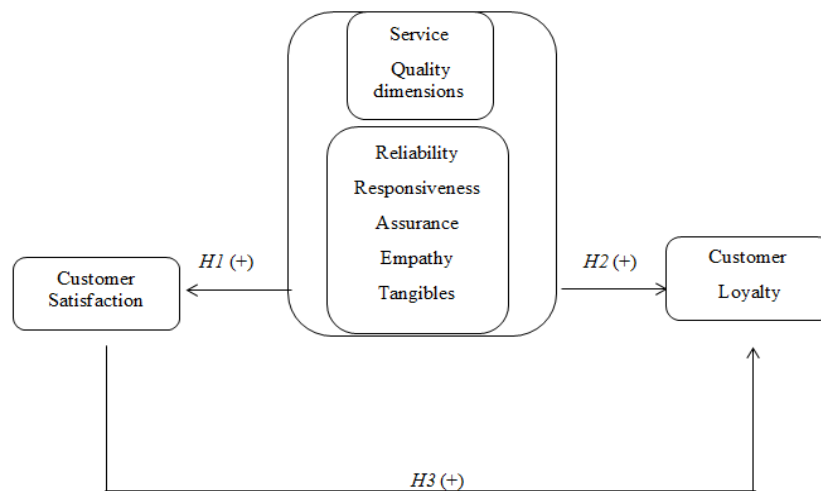 Service
Quality
dimensions
Reliability
Responsiveness
Assurance
Empathy
Tangibles
H1 (+)
Customer
Satisfaction
H2 (+)
Customer
Loyalty
H3 (+)